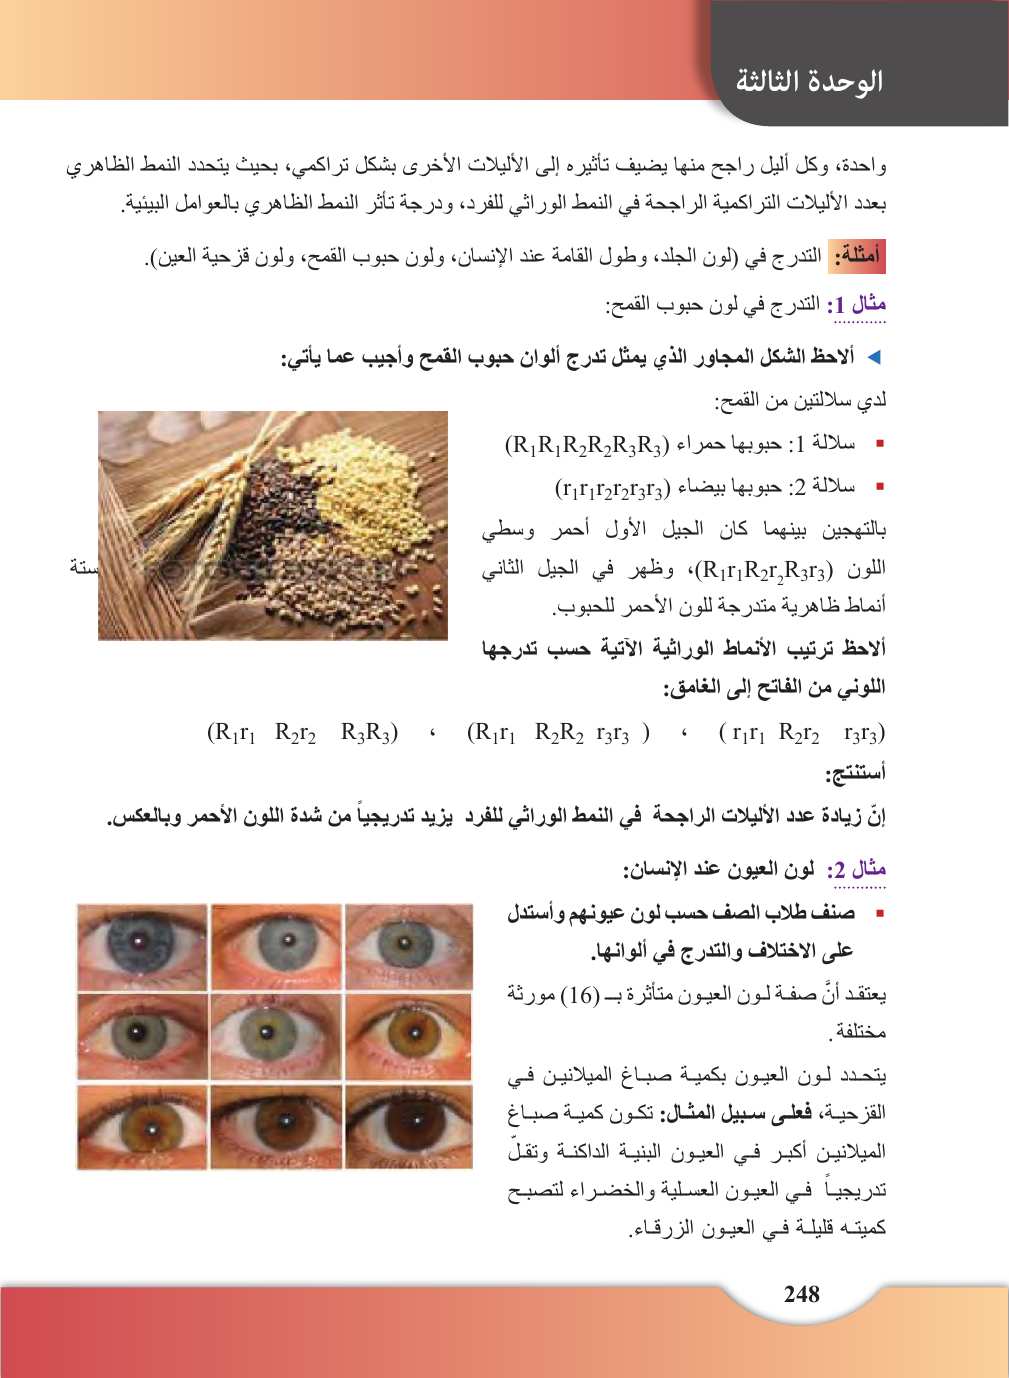 الوحدة الثالثة
واحدة، وكل أليل راجح منها يضيف تأثيره إلى الأليلات الأخرى بشكل تراكمي، بحيث يتحدد النمط الظاهري
بعدد الأليلات التراكمية الراجحة في النمط الوراثي للفرد، ودرجة تأثر النمط الظاهري بالعوامل البيئية.
أمثلة: التدرج في (لون الجلد، وطول القامة عند الإنسان، ولون حبوب القمح، ولون قزحية العين).
مثال 1: التدرج في لون حبوب القمح:
ألاحظ الشكل المجاور الذي يمثل تدرج ألوان حبوب القمح وأجيب عما يأتي:
لدي سلالتين من القمح:
▪ سلالة 1: حبوبها حمراء (R₁R₁R₂R₂R₃R₃)
▪ سلالة 2: حبوبها بيضاء (r₁r₁r₂r₂r₃r₃)
بالتهجين بينهما كان الجيل الأول أحمر وسطي
اللون (R₁r₁R₂r₂R₃r₃)، وظهر في الجيل الثاني ستة
أنماط ظاهرية متدرجة للون الأحمر للحبوب.
ألاحظ ترتيب الأنماط الوراثية الآتية حسب تدرجها
اللوني من الفاتح إلى الغامق:
(r₁r₁ R₂r₂ r₃r₃) ، (R₁r₁ R₂R₂ r₃r₃) ، (R₁r₁ R₂r₂ R₃R₃)
أستنتج:
إنّ زيادة عدد الأليلات الراجحة في النمط الوراثي للفرد يزيد تدريجياً من شدة اللون الأحمر وبالعكس.
مثال 2: لون العيون عند الإنسان:
▪ صنف طلاب الصف حسب لون عيونهم وأستدل
على الاختلاف والتدرج في ألوانها.
يعتقد أنَّ صفة لون العيون متأثرة بـ (16) مورثة
مختلفة.
يتحدد لون العيون بكمية صباغ الميلانين في
القزحية، فعلى سبيل المثال: تكون كمية صباغ
الميلانين أكبر في العيون البنية الداكنة وتقلّ
تدريجياً في العيون العسلية والخضراء لتصبح
كميته قليلة في العيون الزرقاء.
248